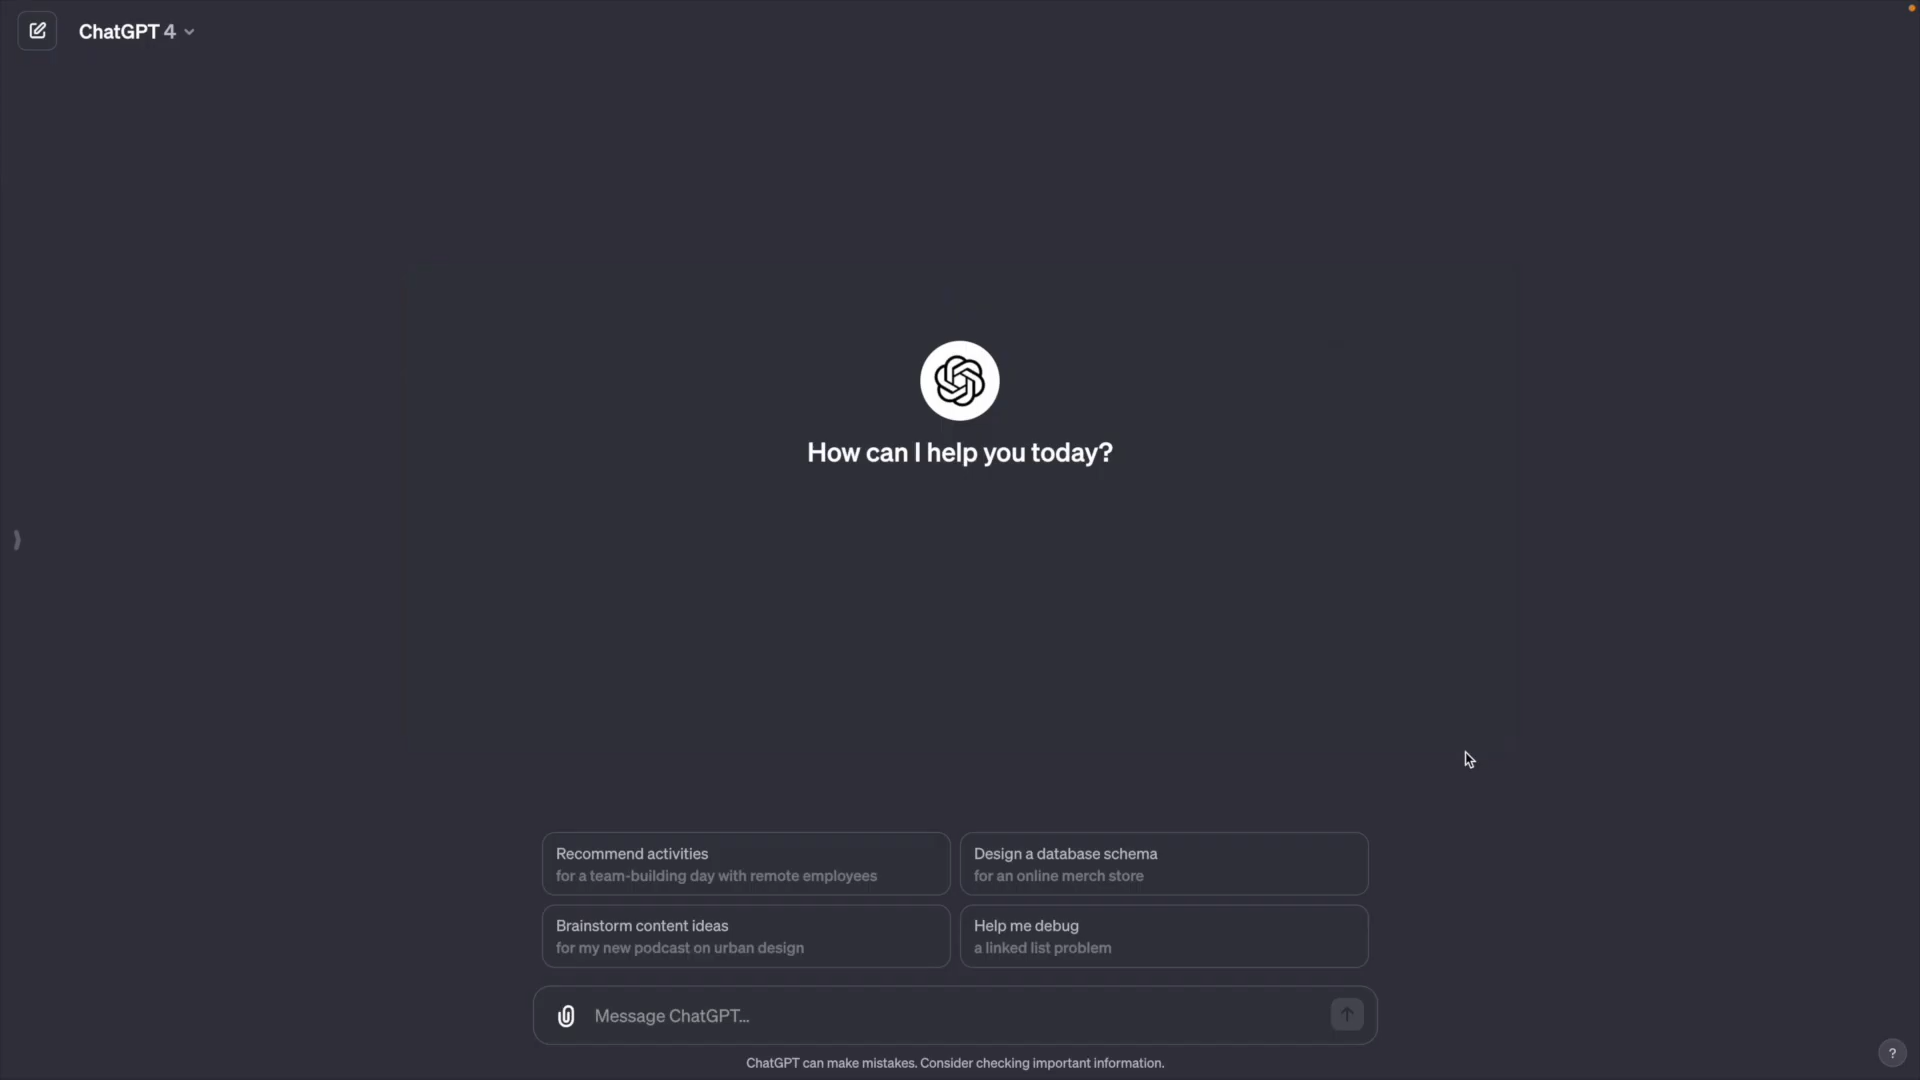 ChatGPT 4
How can I help you today?
Recommend activities
for a team-building day with remote employees
Design a database schema
for an online merch store
Brainstorm content ideas
for my new podcast on urban design
Help me debug
a linked list problem
Message ChatGPT...
ChatGPT can make mistakes. Consider checking important information.
?